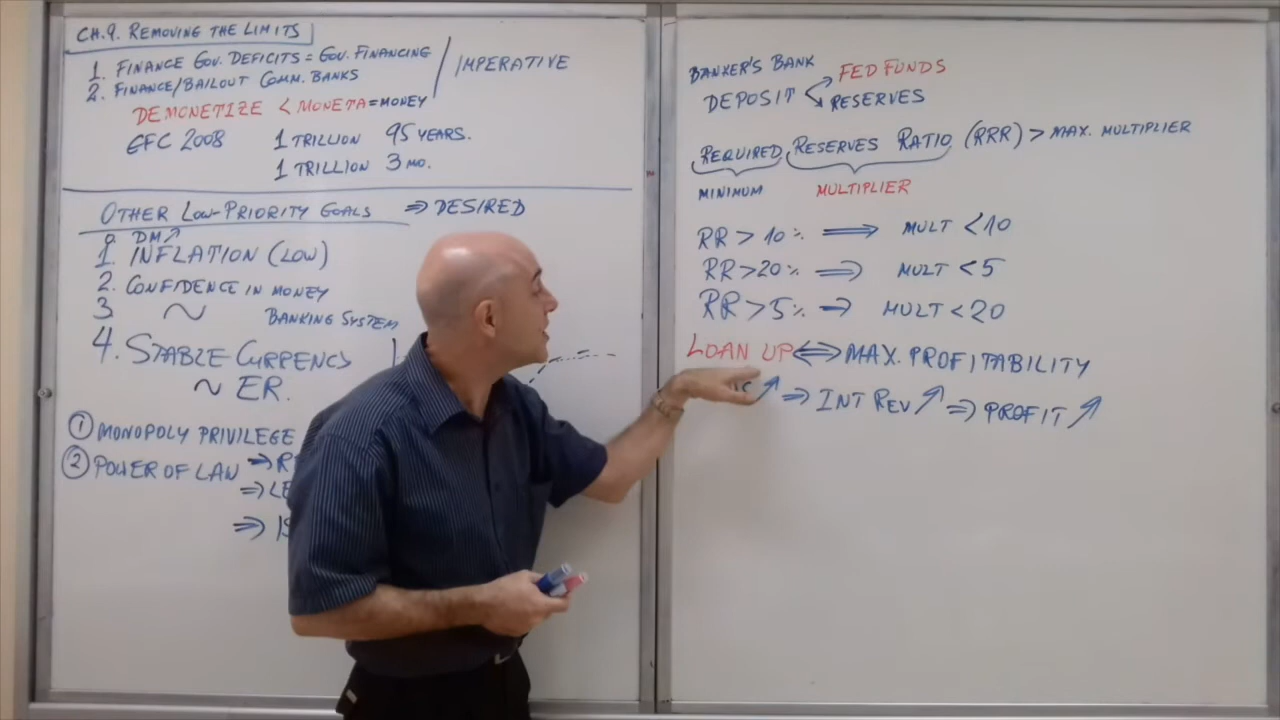 CH.9. REMOVING THE LIMITS
1. FINANCE GOV. DEFICITS = GOV. FINANCING
2. FINANCE/BAILOUT COMM. BANKS
IMPERATIVE
DEMONETIZE < MONETA = MONEY
GFC 2008 1 TRILLION 95 YEARS.
1 TRILLION 3 MO.
OTHER LOW-PRIORITY GOALS ⇒ DESIRED
0. DM ↗
1. INFLATION (LOW)
2. CONFIDENCE IN MONEY
3 ~ BANKING SYSTEM
4. STABLE CURRENCY
~ ER.
① MONOPOLY PRIVILEGE
② POWER OF LAW ⇒ R
⇒ LE
⇒ IS
BANKER'S BANK
DEPOSIT FED FUNDS
RESERVES
REQUIRED RESERVES RATIO (RRR) > MAX. MULTIPLIER
MINIMUM MULTIPLIER
RR > 10% ⇒ MULT < 10
RR > 20% ⇒ MULT < 5
RR > 5% ⇒ MULT < 20
LOAN UP ⇔ MAX. PROFITABILITY
↗ ⇒ INT REV ↗ ⇒ PROFIT ↗